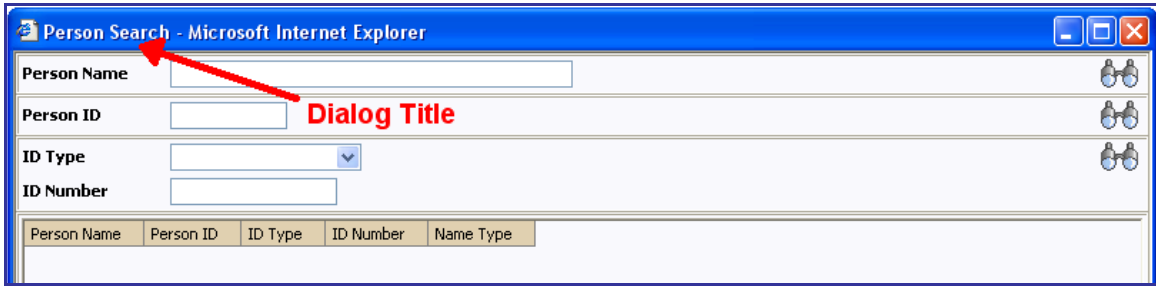 Person Search - Microsoft Internet Explorer
Person Name
Person ID
Dialog Title
ID Type
ID Number
Person Name Person ID ID Type ID Number Name Type